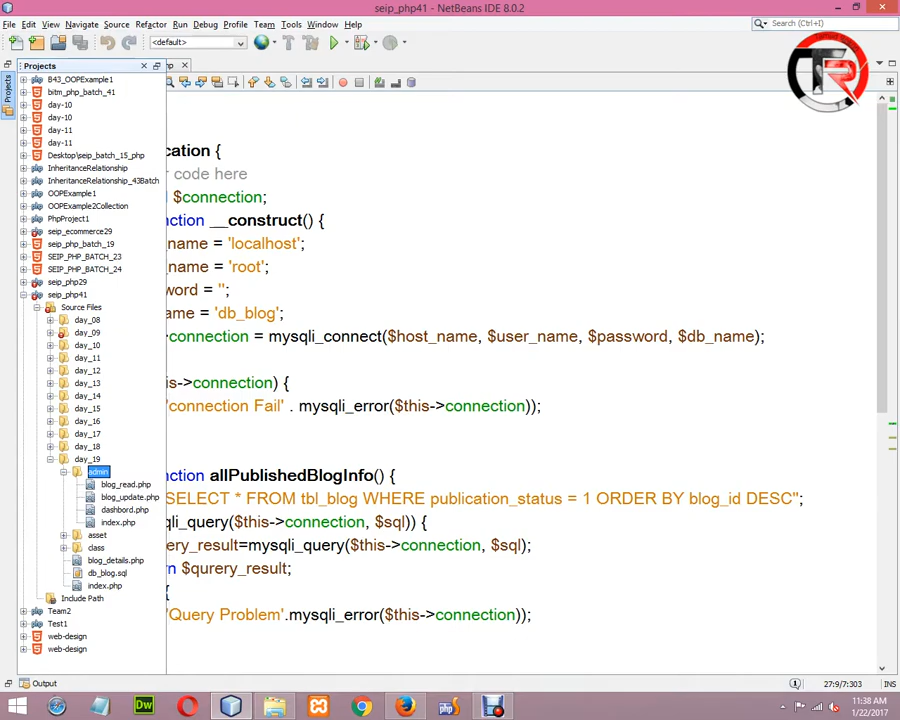 seip_php41 - NetBeans IDE 8.0.2
File Edit View Navigate Source Refactor Run Debug Profile Team Tools Window Help
Search (Ctrl+I)
<default>
Projects
Projects
B43_OOPExample1
bitm_php_batch_41
day-10
day-10
day-11
day-11
Desktop\seip_batch_15_php
InheritanceRelationship
InheritanceRelationship_43Batch
OOPExample1
OOPExample2Collection
PhpProject1
seip_ecommerce29
seip_php_batch_19
SEIP_PHP_BATCH_23
SEIP_PHP_BATCH_24
seip_php29
seip_php41
Source Files
day_08
day_09
day_10
day_11
day_12
day_13
day_14
day_15
day_16
day_17
day_18
day_19
admin
blog_read.php
blog_update.php
dashbord.php
index.php
asset
class
blog_details.php
db_blog.sql
index.php
Include Path
Team2
Test1
web-design
web-design
cation {
r code here
$connection;
nction __construct() {
_name = 'localhost';
_name = 'root';
word = '';
name = 'db_blog';
>connection = mysqli_connect($host_name, $user_name, $password, $db_name);
is->connection) {
'connection Fail' . mysqli_error($this->connection));
nction allPublishedBlogInfo() {
SELECT * FROM tbl_blog WHERE publication_status = 1 ORDER BY blog_id DESC";
qli_query($this->connection, $sql)) {
ery_result=mysqli_query($this->connection, $sql);
n $qurery_result;
{
'Query Problem'.mysqli_error($this->connection));
Output
27:9/7:303 INS
11:38 AM
1/22/2017